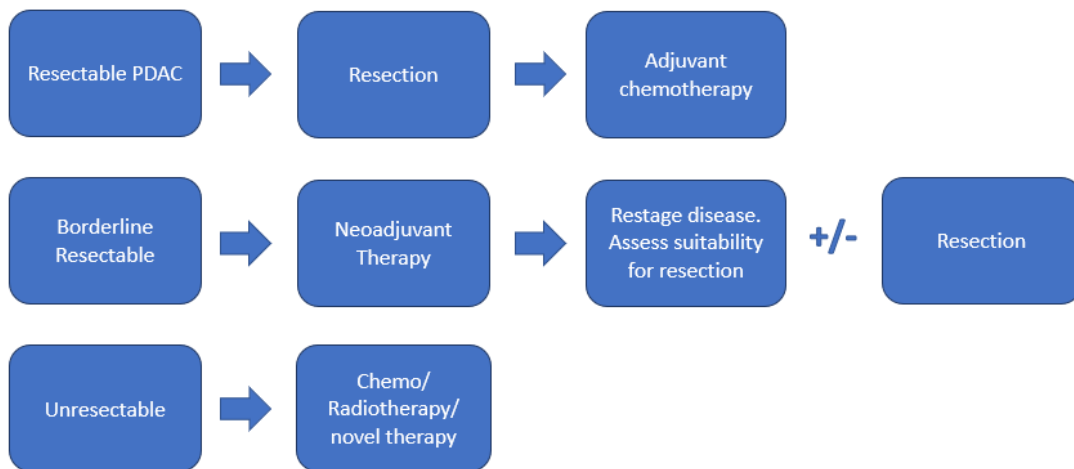 Resectable PDAC
Resection
Adjuvant
chemotherapy
Borderline
Resectable
Neoadjuvant
Therapy
Restage disease.
Assess suitability
for resection
+/-
Resection
Unresectable
Chemo/
Radiotherapy/
novel therapy